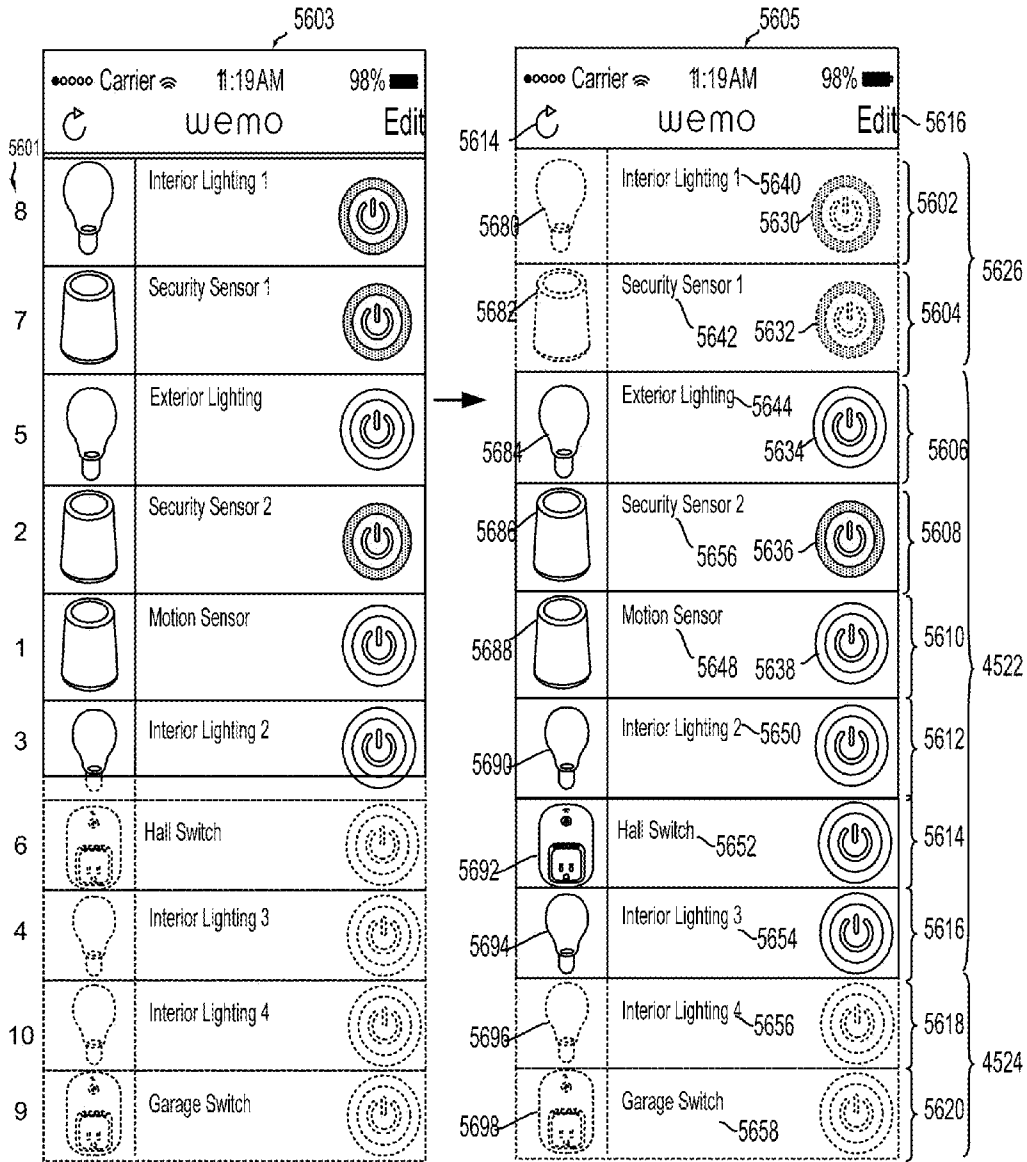 5603
5605
●○○○○ Carrier 11:19AM 98%
●○○○○ Carrier 11:19AM 98%
wemo Edit
5614 wemo Edit 5616
5601
8 Interior Lighting 1
5680 Interior Lighting 1 5640 5630 5602
7 Security Sensor 1
5682 Security Sensor 1 5642 5632 5604
5626
5 Exterior Lighting
5684 Exterior Lighting 5644 5634 5606
2 Security Sensor 2
5686 Security Sensor 2 5656 5636 5608
1 Motion Sensor
5688 Motion Sensor 5648 5638 5610
4522
3 Interior Lighting 2
5690 Interior Lighting 2 5650 5612
6 Hall Switch
5692 Hall Switch 5652 5614
4 Interior Lighting 3
5694 Interior Lighting 3 5654 5616
10 Interior Lighting 4
5696 Interior Lighting 4 5656 5618
4524
9 Garage Switch
5698 Garage Switch 5658 5620